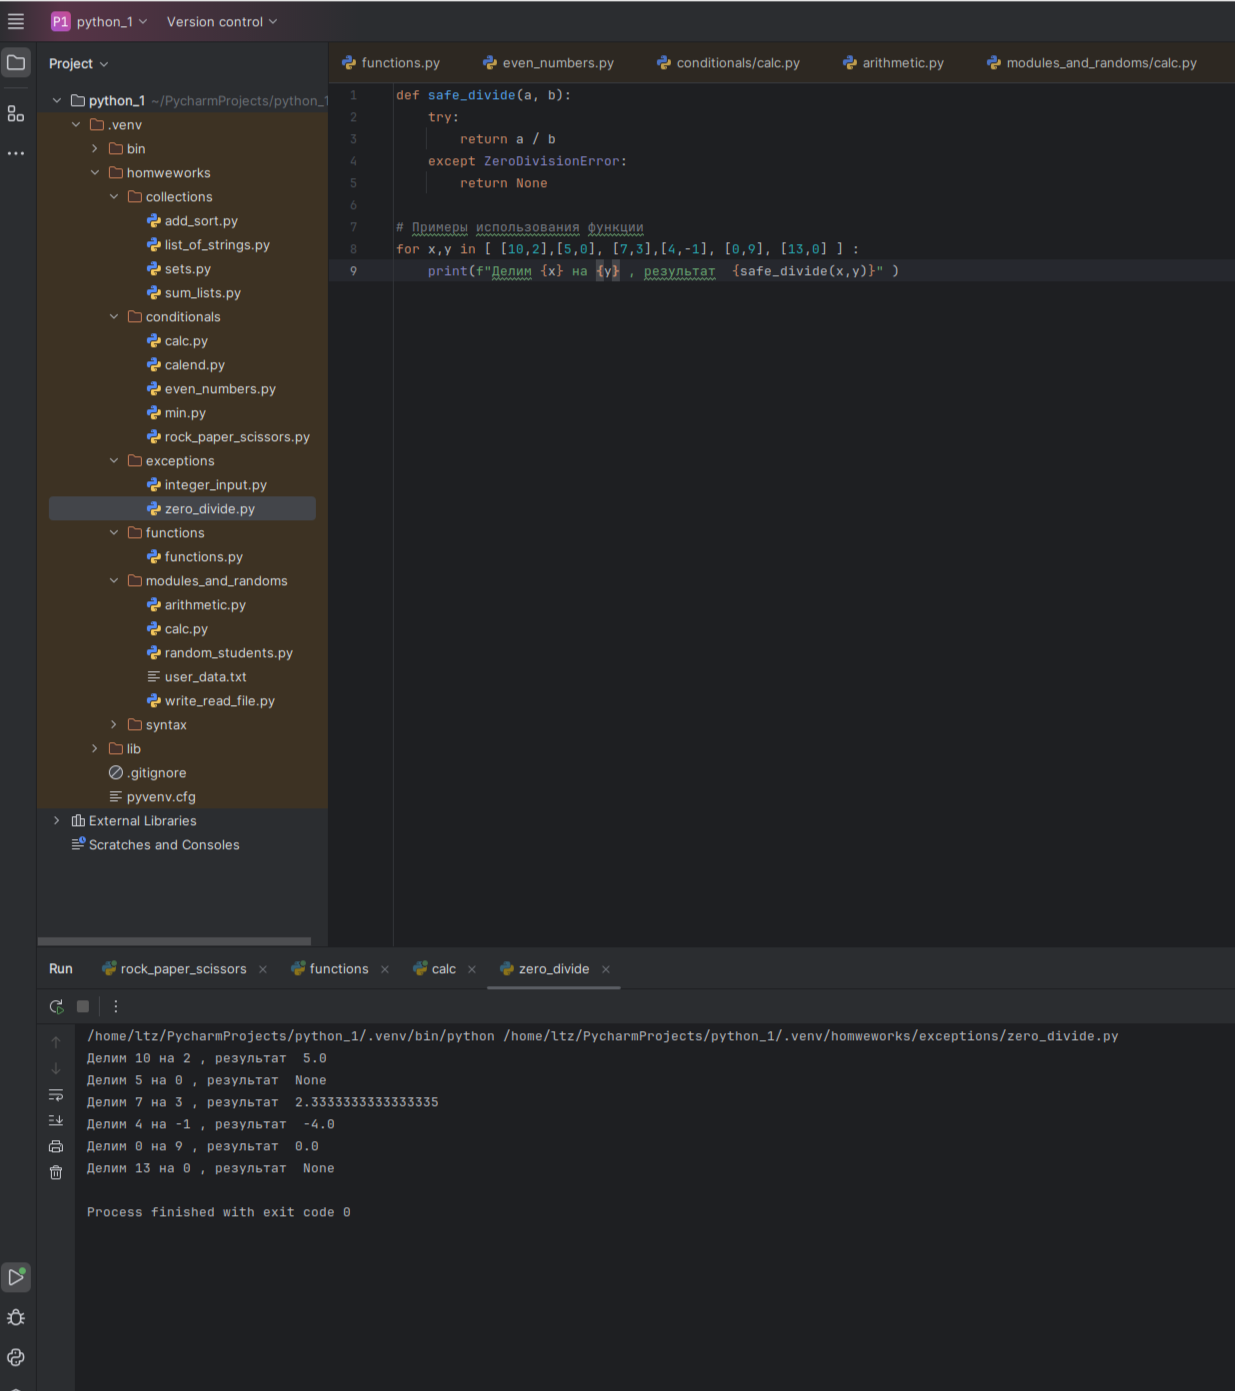 P1 python_1 Version control
Project
functions.py even_numbers.py conditionals/calc.py arithmetic.py modules_and_randoms/calc.py
python_1 ~/PycharmProjects/python_1
.venv
bin
homweworks
collections
add_sort.py
list_of_strings.py
sets.py
sum_lists.py
conditionals
calc.py
calend.py
even_numbers.py
min.py
rock_paper_scissors.py
exceptions
integer_input.py
zero_divide.py
functions
functions.py
modules_and_randoms
arithmetic.py
calc.py
random_students.py
user_data.txt
write_read_file.py
syntax
lib
.gitignore
pyvenv.cfg
External Libraries
Scratches and Consoles
1 def safe_divide(a, b):
2 try:
3 return a / b
4 except ZeroDivisionError:
5 return None
6
7 # Примеры использования функции
8 for x,y in [ [10,2],[5,0], [7,3],[4,-1], [0,9], [13,0] ] :
9 print(f"Делим {x} на {y} , результат  {safe_divide(x,y)}" )
Run rock_paper_scissors functions calc zero_divide
/home/ltz/PycharmProjects/python_1/.venv/bin/python /home/ltz/PycharmProjects/python_1/.venv/homweworks/exceptions/zero_divide.py
Делим 10 на 2 , результат  5.0
Делим 5 на 0 , результат  None
Делим 7 на 3 , результат  2.3333333333333335
Делим 4 на -1 , результат  -4.0
Делим 0 на 9 , результат  0.0
Делим 13 на 0 , результат  None
Process finished with exit code 0